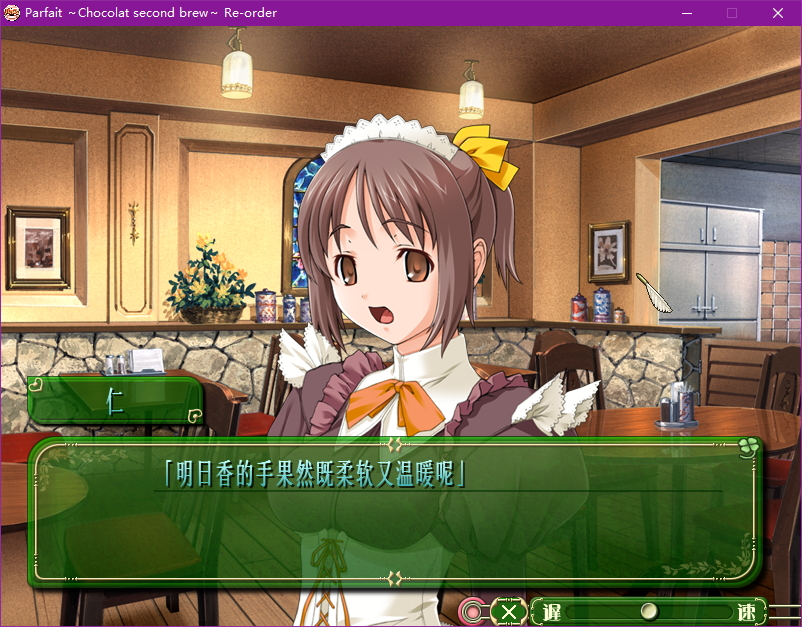 Parfait ~Chocolat second brew~ Re-order
仁
「明日香的手果然既柔软又温暖呢」
遅 速